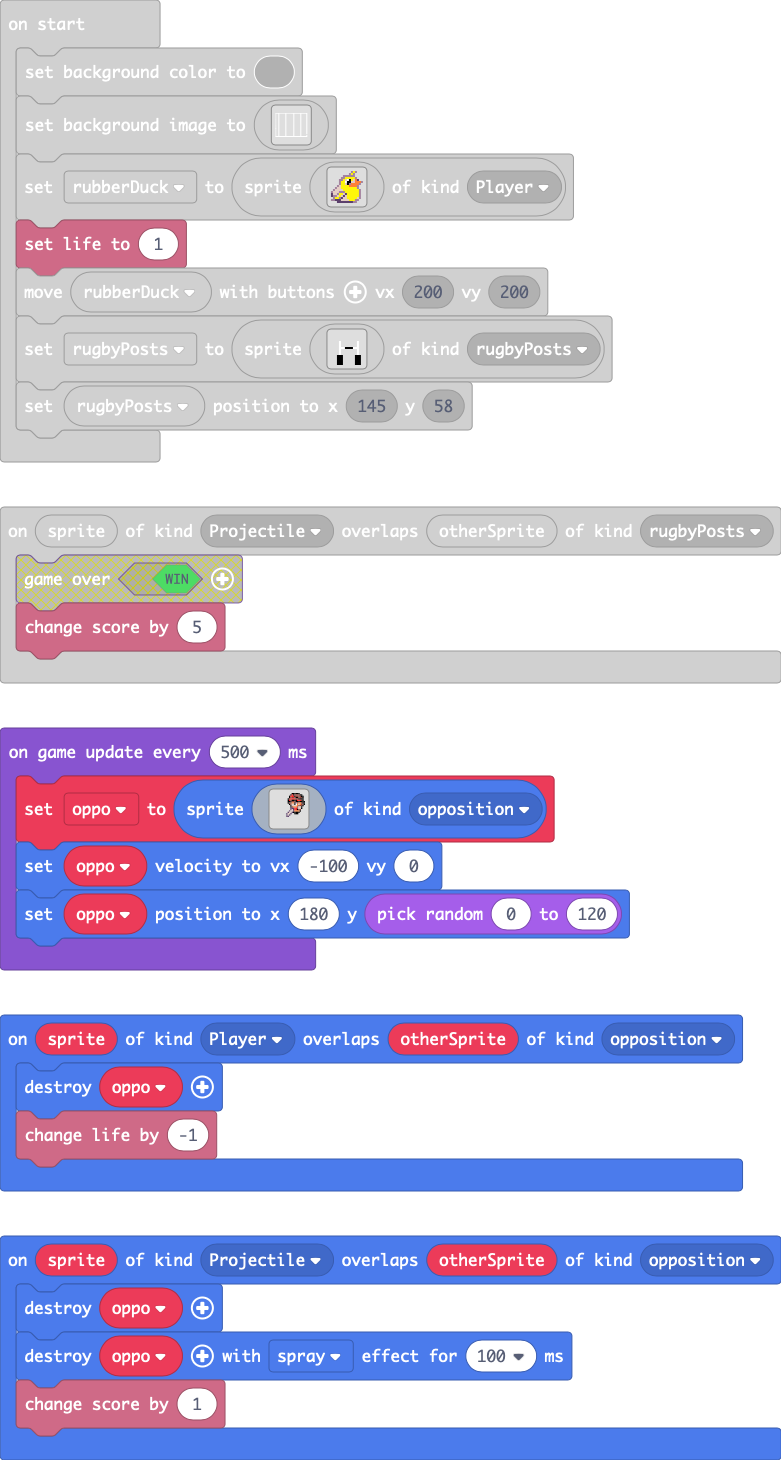 on start
set background color to
set background image to
set rubberDuck to sprite of kind Player
set life to 1
move rubberDuck with buttons vx 200 vy 200
set rugbyPosts to sprite of kind rugbyPosts
set rugbyPosts position to x 145 y 58
on sprite of kind Projectile overlaps otherSprite of kind rugbyPosts
game over WIN
change score by 5
on game update every 500 ms
set oppo to sprite of kind opposition
set oppo velocity to vx -100 vy 0
set oppo position to x 180 y pick random 0 to 120
on sprite of kind Player overlaps otherSprite of kind opposition
destroy oppo
change life by -1
on sprite of kind Projectile overlaps otherSprite of kind opposition
destroy oppo
destroy oppo with spray effect for 100 ms
change score by 1